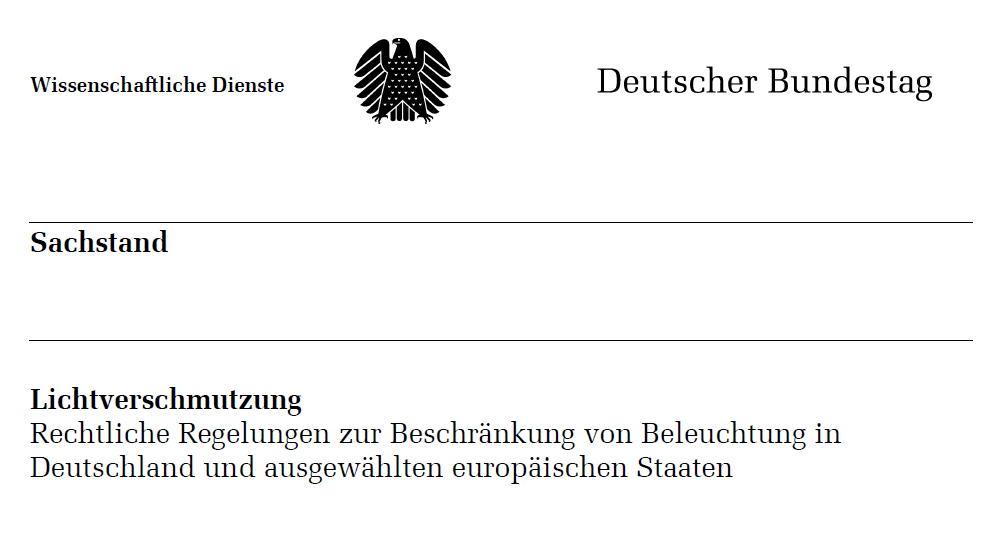 Wissenschaftliche Dienste
Deutscher Bundestag
Sachstand
Lichtverschmutzung
Rechtliche Regelungen zur Beschränkung von Beleuchtung in
Deutschland und ausgewählten europäischen Staaten